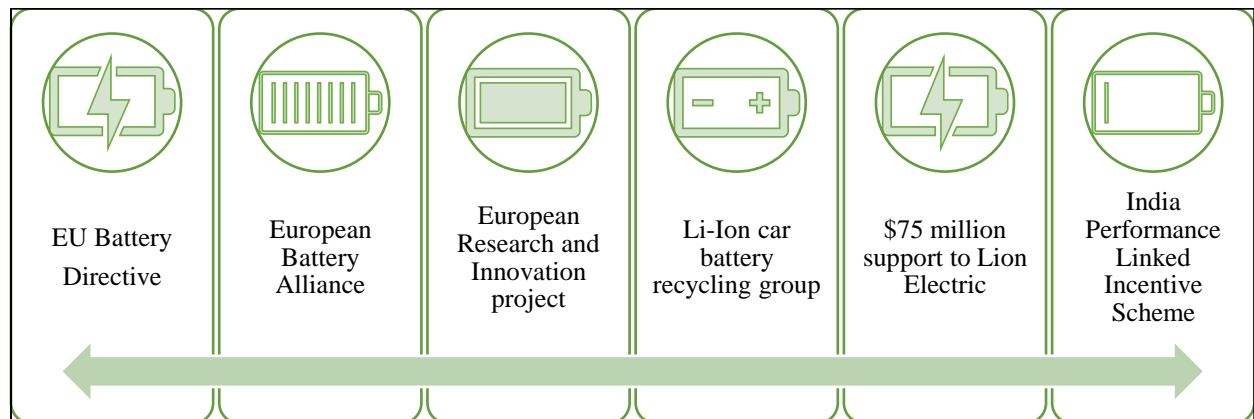 EU Battery
Directive
European
Battery
Alliance
European
Research and
Innovation
project
Li-Ion car
battery
recycling group
$75 million
support to Lion
Electric
India
Performance
Linked
Incentive
Scheme